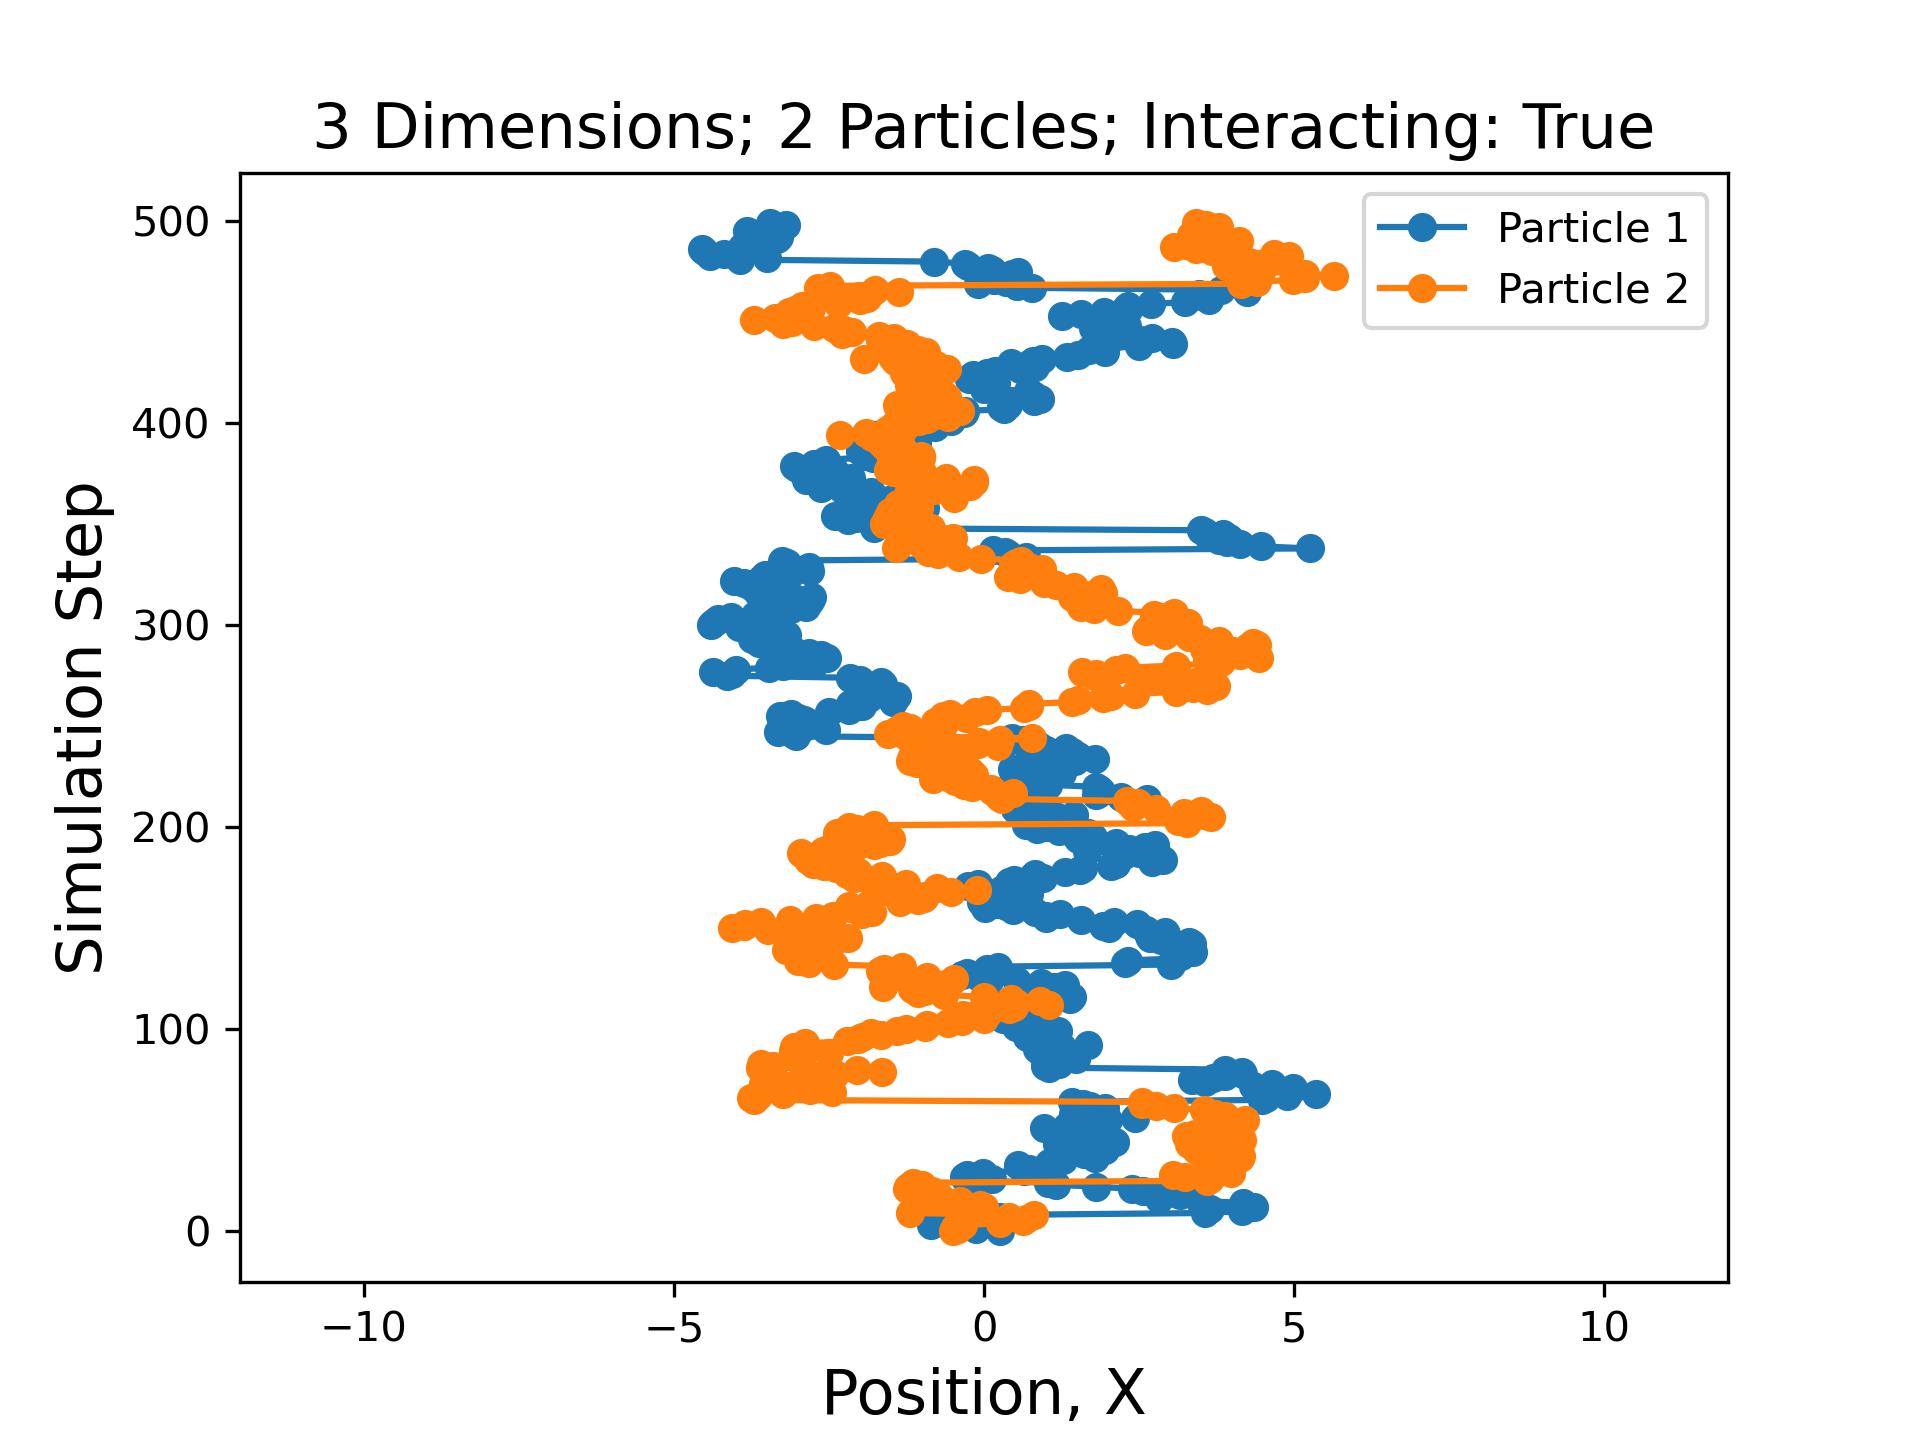 3 Dimensions; 2 Particles; Interacting: True
Particle 1
Particle 2
Simulation Step
500
400
300
200
100
0
−10
−5
0
5
10
Position, X